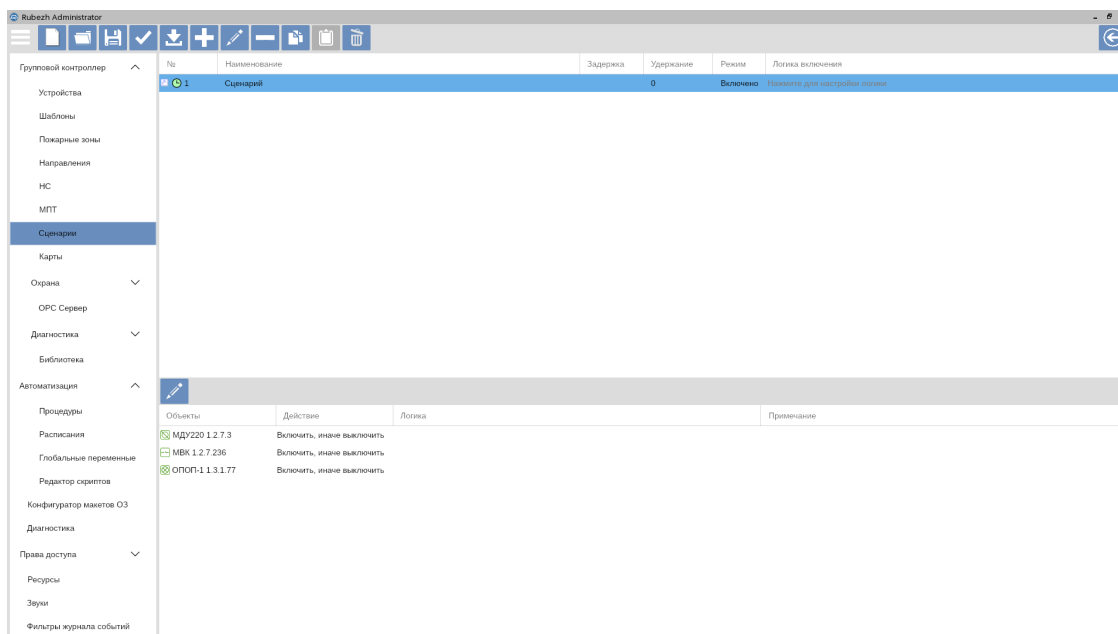 Rubezh Administrator
Групповой контроллер
Устройства
Шаблоны
Пожарные зоны
Направления
НС
МПТ
Сценарии
Карты
Охрана
OPC Сервер
Диагностика
Библиотека
Автоматизация
Процедуры
Расписания
Глобальные переменные
Редактор скриптов
Конфигуратор макетов ОЗ
Диагностика
Права доступа
Ресурсы
Звуки
Фильтры журнала событий
№ Наименование Задержка Удержание Режим Логика включения
1 Сценарий 0 Включено Нажмите для настройки логики
Объекты Действие Логика Примечание
МДУ220 1.2.7.3 Включить, иначе выключить
МВК 1.2.7.236 Включить, иначе выключить
ОПОП-1 1.3.1.77 Включить, иначе выключить